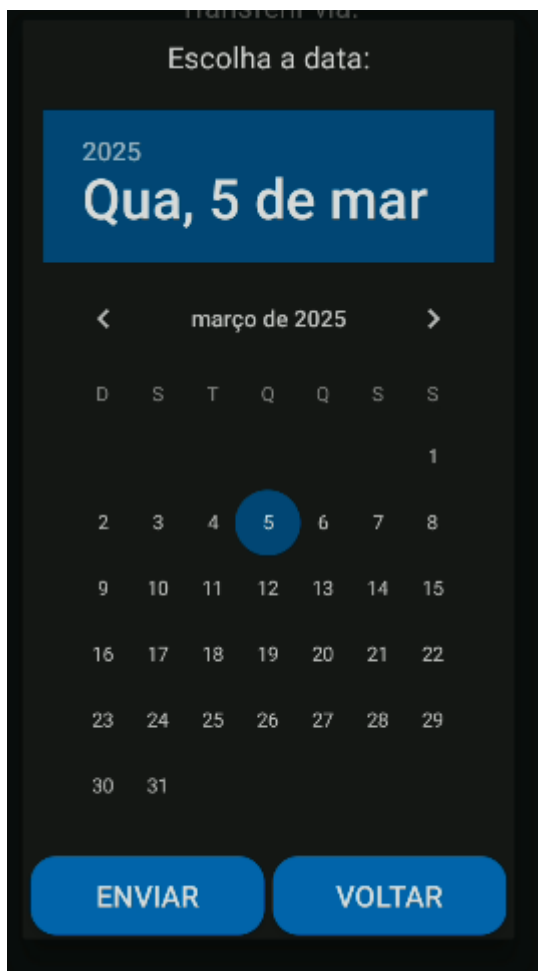 Transferir via:
Escolha a data:
2025
Qua, 5 de mar
março de 2025
D S T Q Q S S
1
2 3 4 5 6 7 8
9 10 11 12 13 14 15
16 17 18 19 20 21 22
23 24 25 26 27 28 29
30 31
ENVIAR VOLTAR